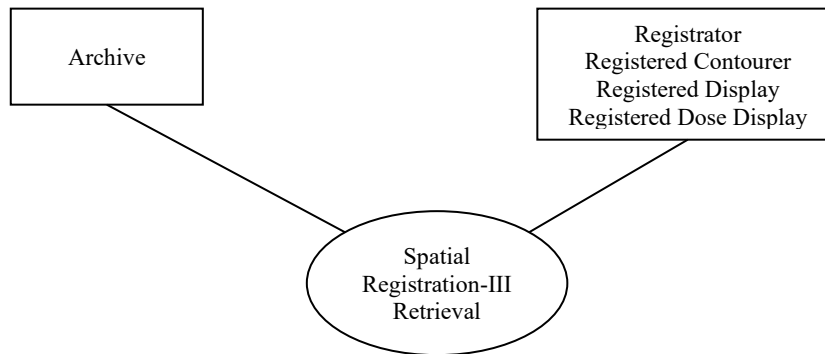 Archive
Registrator
Registered Contourer
Registered Display
Registered Dose Display
Spatial
Registration-III
Retrieval